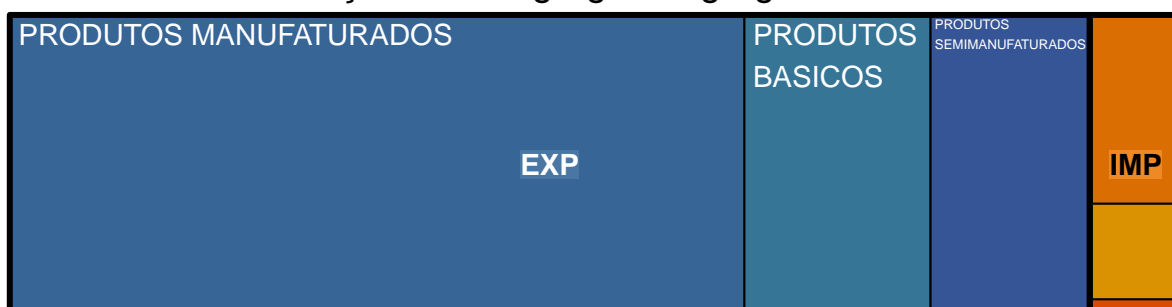 PRODUTOS MANUFATURADOS
PRODUTOS
BASICOS
PRODUTOS
SEMIMANUFATURADOS
EXP
IMP